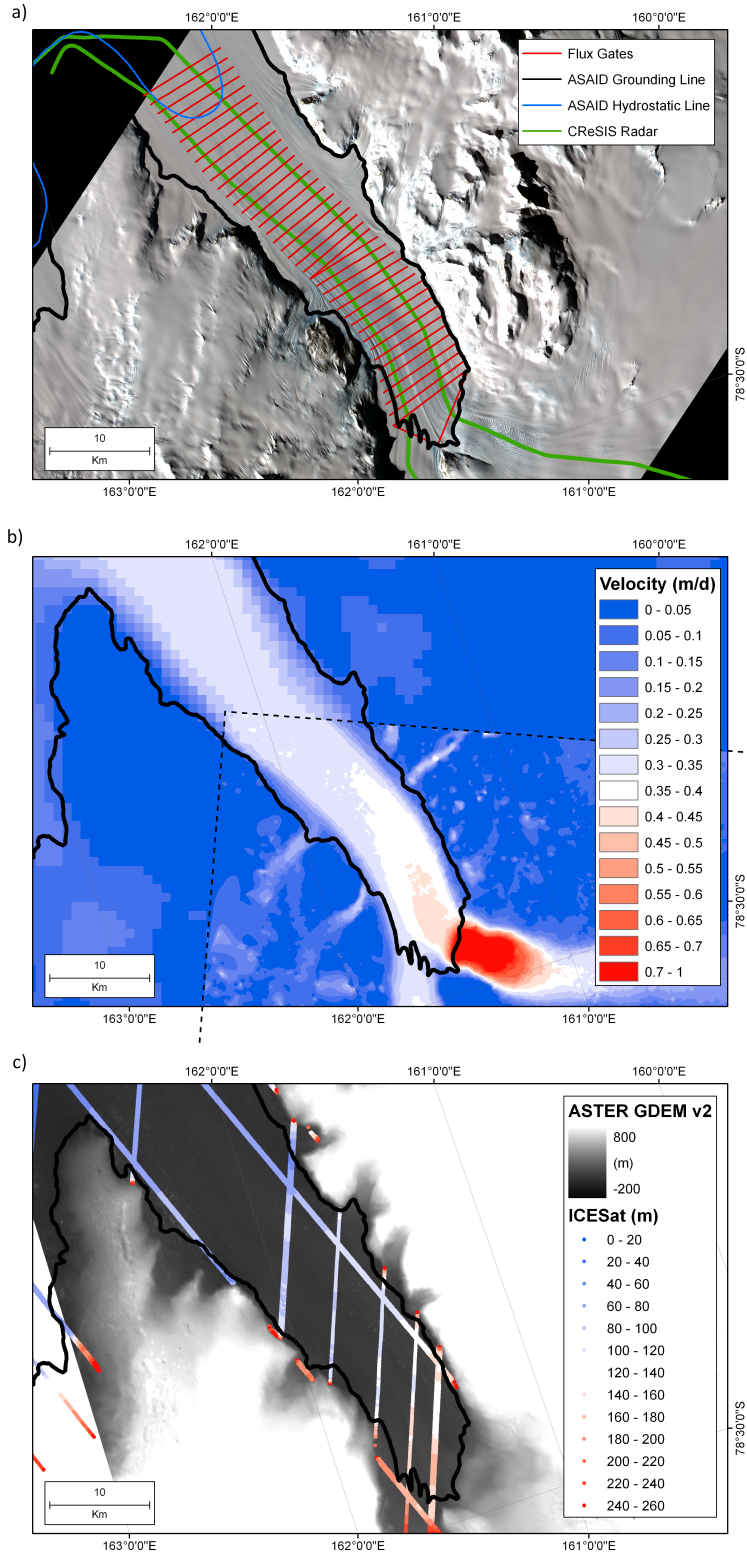 a)
162°0'0"E 161°0'0"E 160°0'0"E
Flux Gates
ASAID Grounding Line
ASAID Hydrostatic Line
CReSIS Radar
78°30'0"S
10
Km
163°0'0"E 162°0'0"E 161°0'0"E
b)
162°0'0"E 161°0'0"E 160°0'0"E
Velocity (m/d)
0 - 0.05
0.05 - 0.1
0.1 - 0.15
0.15 - 0.2
0.2 - 0.25
0.25 - 0.3
0.3 - 0.35
0.35 - 0.4
0.4 - 0.45
0.45 - 0.5
0.5 - 0.55
0.55 - 0.6
0.6 - 0.65
0.65 - 0.7
0.7 - 1
78°30'0"S
10
Km
163°0'0"E 162°0'0"E 161°0'0"E
c)
162°0'0"E 161°0'0"E 160°0'0"E
ASTER GDEM v2
800
(m)
-200
ICESat (m)
0 - 20
20 - 40
40 - 60
60 - 80
80 - 100
100 - 120
120 - 140
140 - 160
160 - 180
180 - 200
200 - 220
220 - 240
240 - 260
78°30'0"S
10
Km
163°0'0"E 162°0'0"E 161°0'0"E